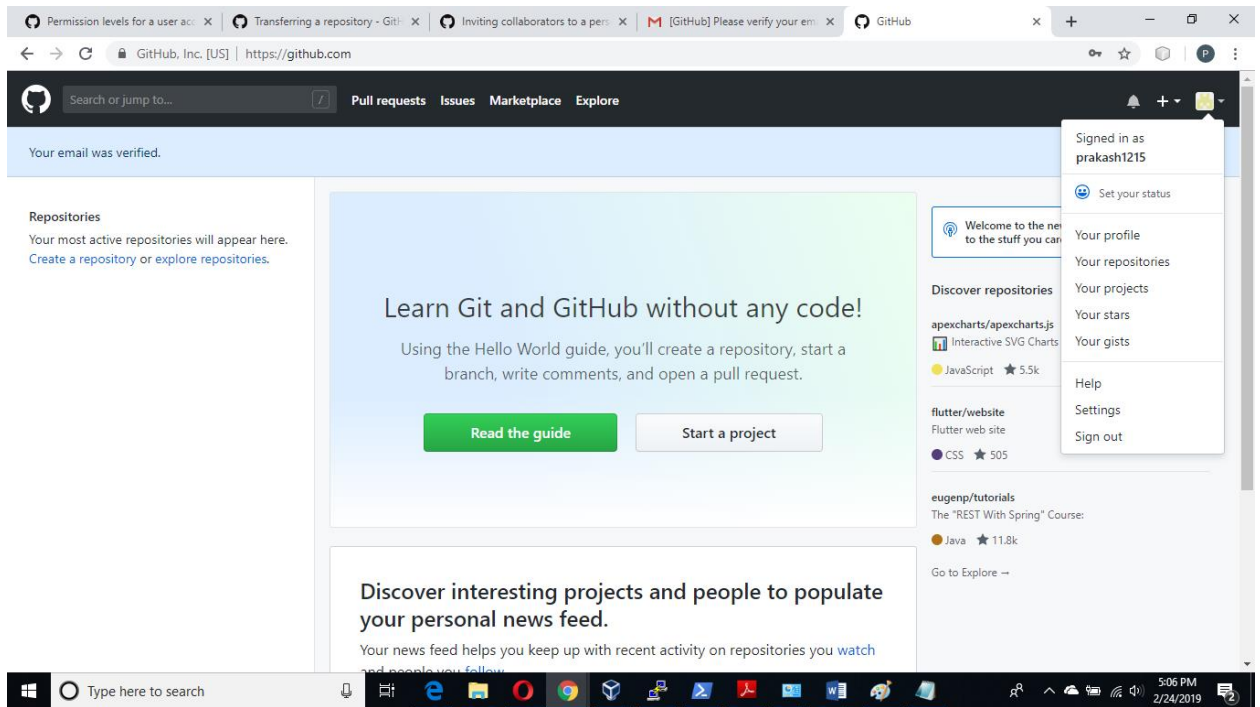 Permission levels for a user acc
Transferring a repository - GitH
Inviting collaborators to a pers
[GitHub] Please verify your em
GitHub
GitHub, Inc. [US] | https://github.com
P
Search or jump to...
/
Pull requests Issues Marketplace Explore
Your email was verified.
Signed in as
prakash1215
Set your status
Your profile
Your repositories
Your projects
Your stars
Your gists
Help
Settings
Sign out
Repositories
Your most active repositories will appear here.
Create a repository or explore repositories.
Learn Git and GitHub without any code!
Using the Hello World guide, you'll create a repository, start a
branch, write comments, and open a pull request.
Read the guide
Start a project
Discover interesting projects and people to populate
your personal news feed.
Your news feed helps you keep up with recent activity on repositories you watch
and people you follow.
Welcome to the ne
to the stuff you car
Discover repositories
apexcharts/apexcharts.js
Interactive SVG Charts
JavaScript 5.5k
flutter/website
Flutter web site
CSS 505
eugenp/tutorials
The "REST With Spring" Course:
Java 11.8k
Go to Explore →
Type here to search
5:06 PM
2/24/2019
2